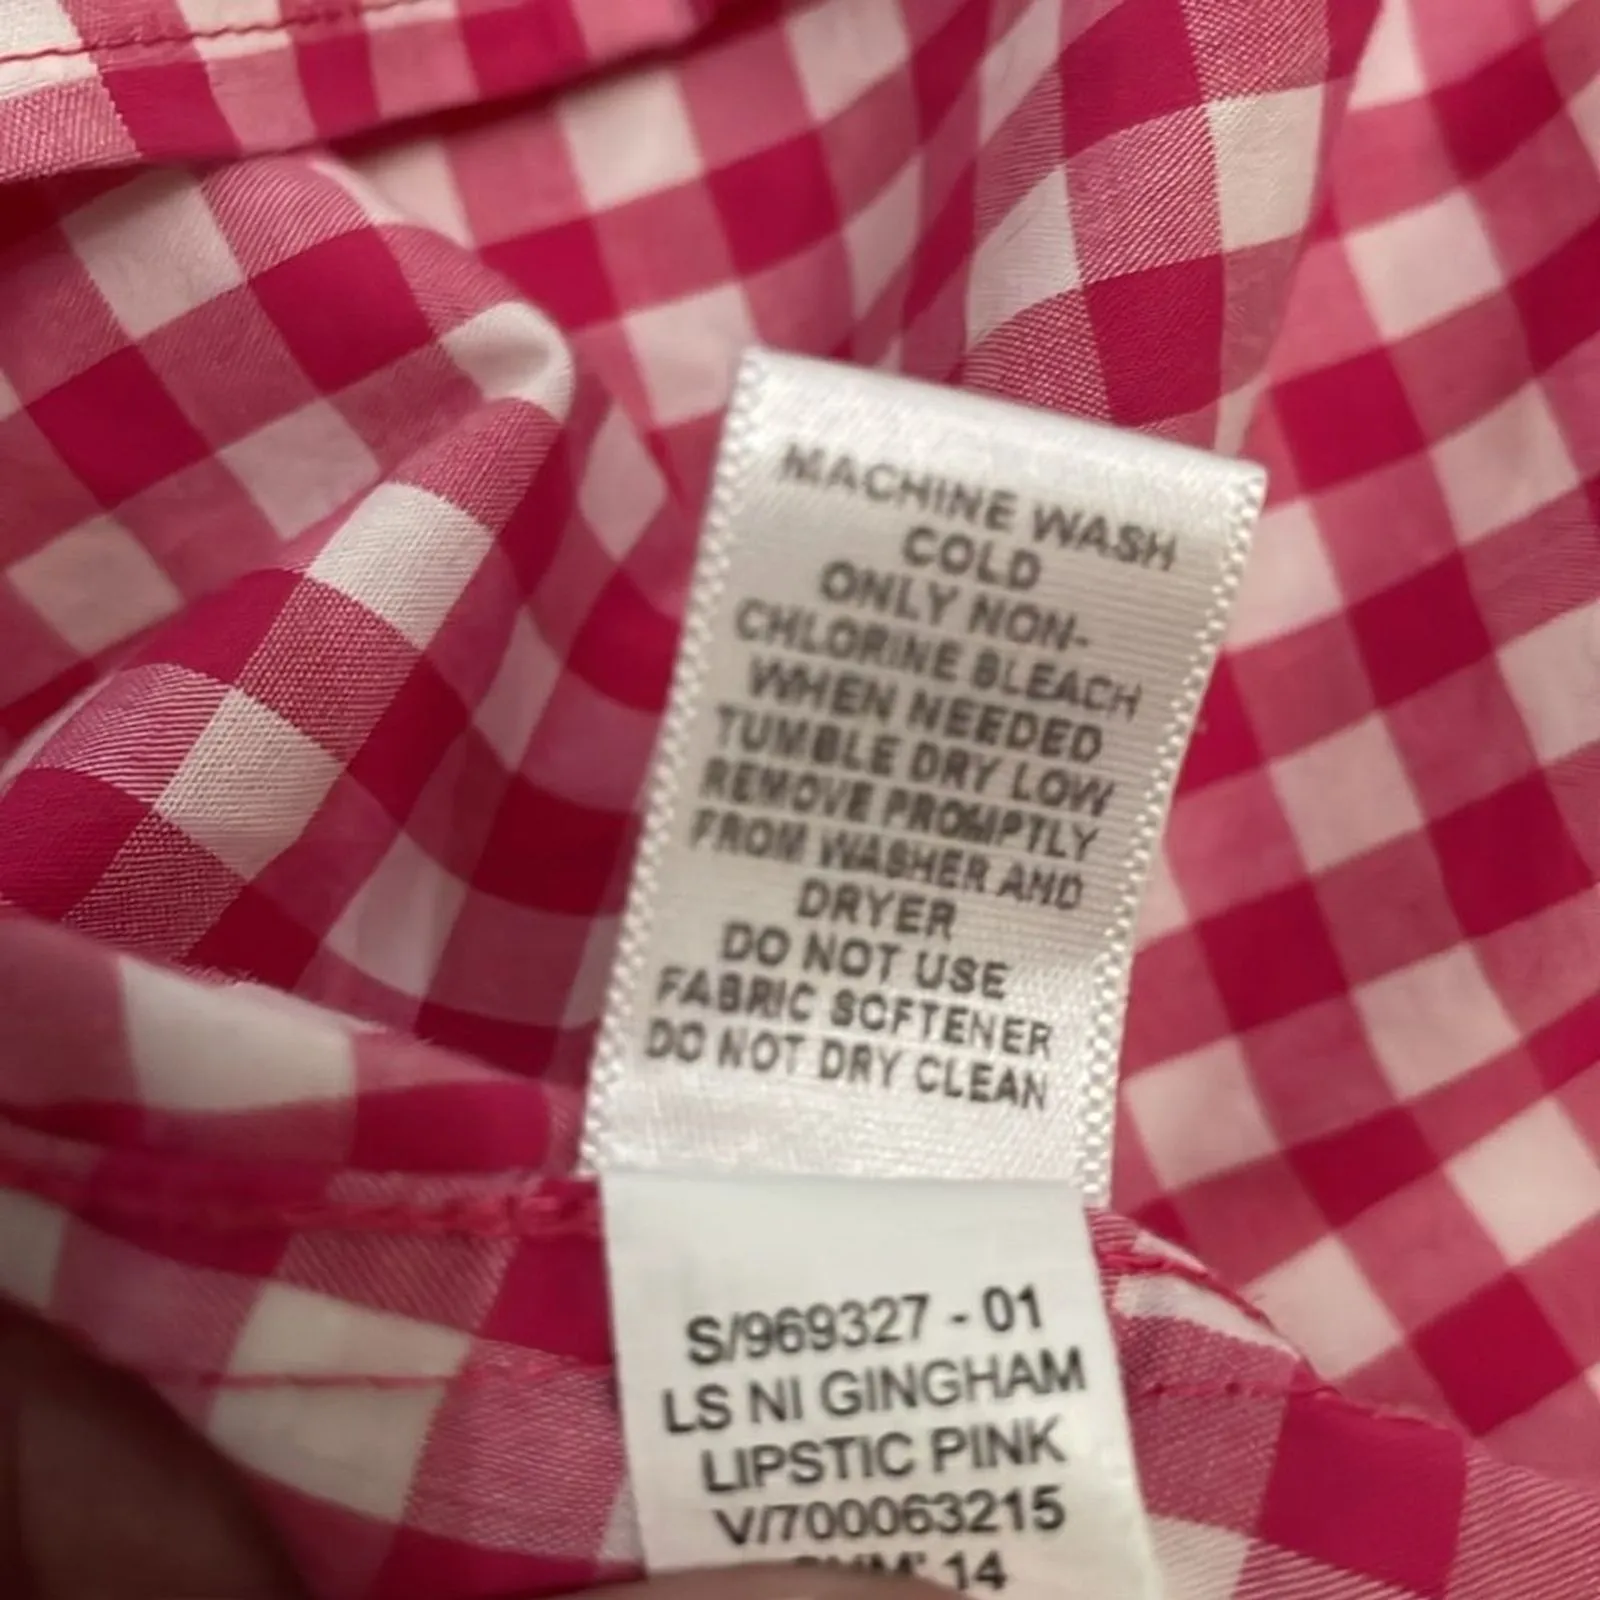 MACHINE WASH
COLD
ONLY NON-
CHLORINE BLEACH
WHEN NEEDED
TUMBLE DRY LOW
REMOVE PROMPTLY
FROM WASHER AND
DRYER
DO NOT USE
FABRIC SOFTENER
DO NOT DRY CLEAN
S/969327 - 01
LS NI GINGHAM
LIPSTIC PINK
V/700063215
14